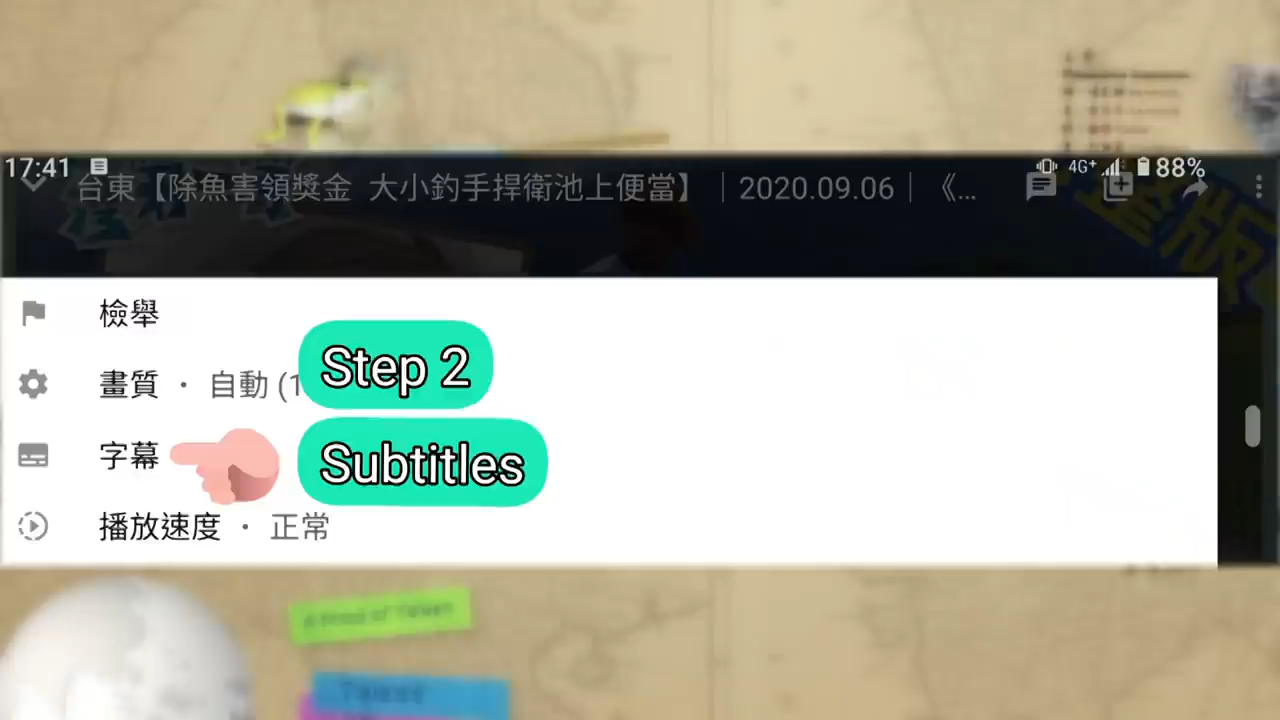 17:41
4G+ 88%
台東【除魚害領獎金 大小釣手捍衛池上便當】｜2020.09.06｜《...
整版
檢舉
畫質 · 自動 (1
Step 2
字幕
Subtitles
播放速度 · 正常